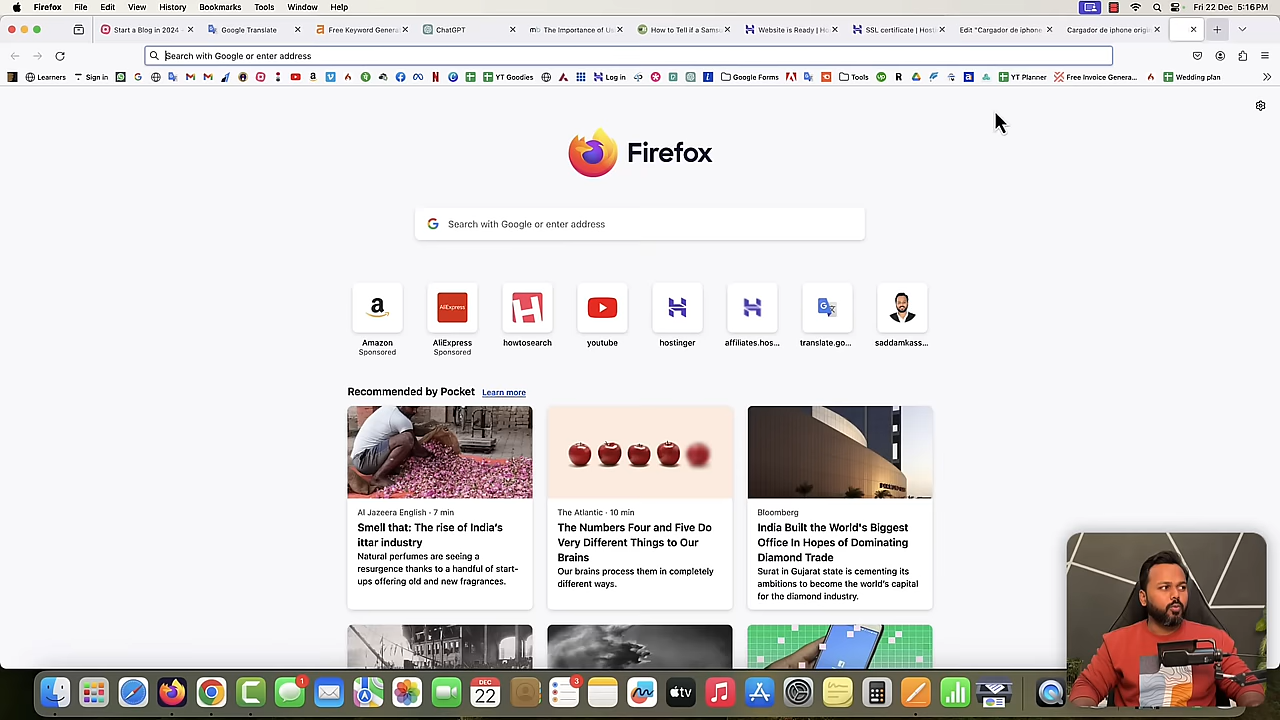 Firefox File Edit View History Bookmarks Tools Window Help Fri 22 Dec 5:16 PM
Start a Blog in 2024 - Google Translate Free Keyword Genera ChatGPT The Importance of Us How to Tell if a Sams Website is Ready | Ho SSL certificate | Host Edit "Cargador de iphone Cargador de iphone origin
Search with Google or enter address
Learners Sign in YT Goodies Log in Google Forms Tools YT Planner Free Invoice Genera... Wedding plan
Firefox
Search with Google or enter address
a
AliExpress
Amazon
Sponsored
AliExpress
Sponsored
howtosearch
youtube
hostinger
affiliates.hos...
translate.go...
saddamkass...
Recommended by Pocket Learn more
Al Jazeera English · 7 min
Smell that: The rise of India's
ittar industry
Natural perfumes are seeing a
resurgence thanks to a handful of start-
ups offering old and new fragrances.
The Atlantic · 10 min
The Numbers Four and Five Do
Very Different Things to Our
Brains
Our brains process them in completely
different ways.
Bloomberg
India Built the World's Biggest
Office In Hopes of Dominating
Diamond Trade
Surat in Gujarat state is cementing its
ambitions to become the world's capital
for the diamond industry.
DEC
22
1
3
tv